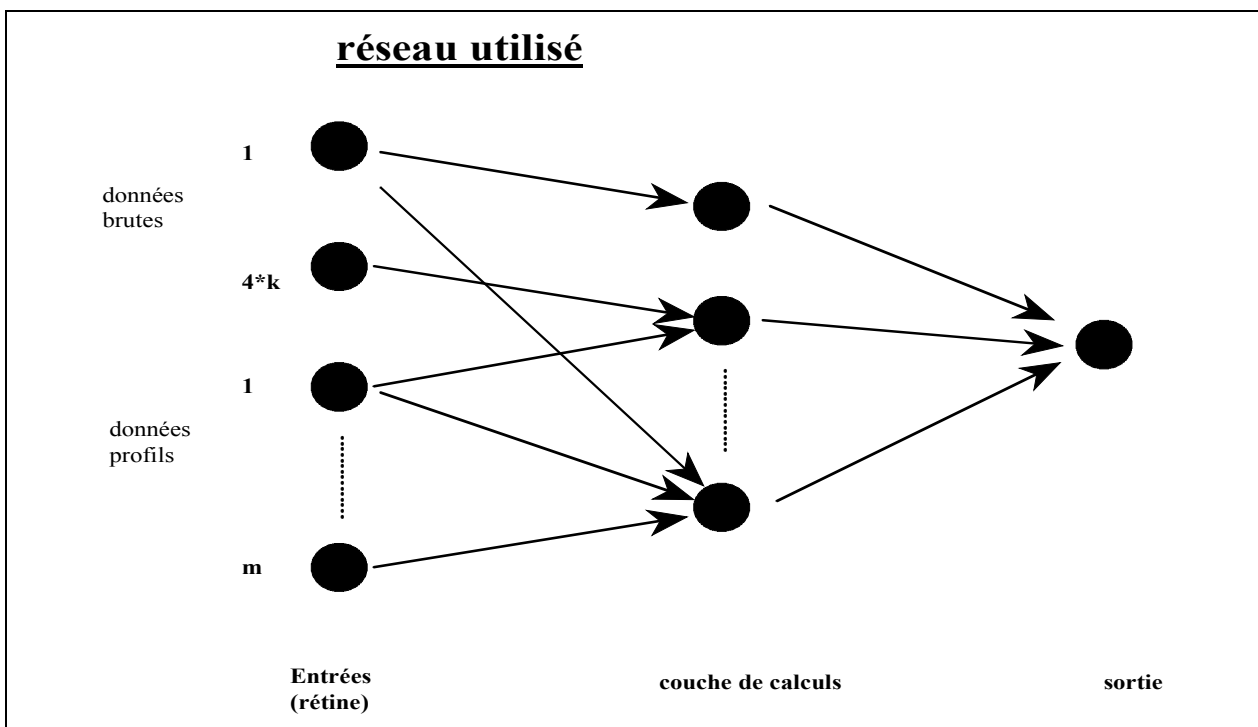 réseau utilisé
1
données
brutes
4*k
1
données
profils
m
Entrées
(rétine)
couche de calculs
sortie